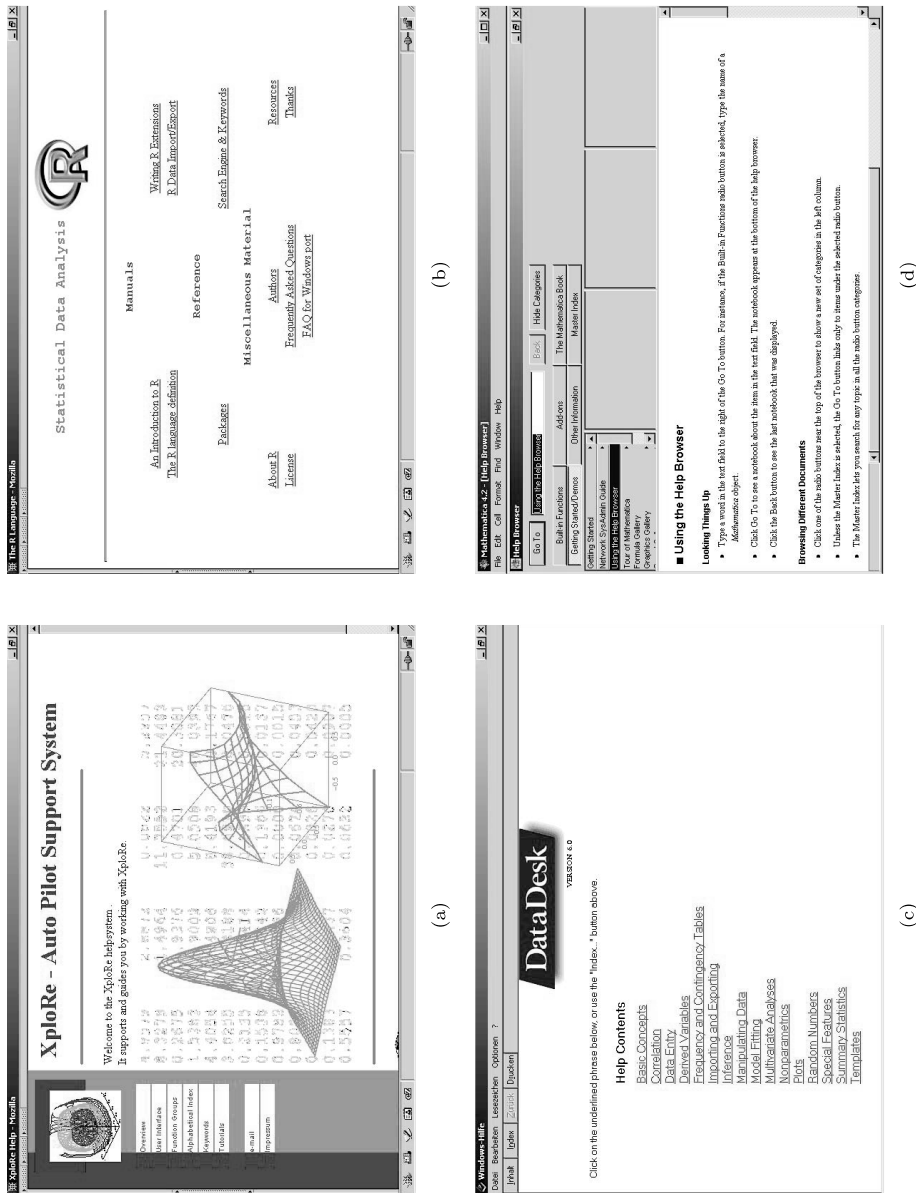 XploRe Help - Mozilla
XploRe - Auto Pilot Support System
Welcome to the XploRe helpsystem .
It supports and guides you by working with XploRe.
Overview
User Interface
Function Groups
Alphabetical Index
Keywords
Tutorials
e-mail
Impressum
(a)
The R Language - Mozilla
Statistical Data Analysis
R
Manuals
An Introduction to R Writing R Extensions
The R language definition R Data Import/Export
Reference
Packages Search Engine & Keywords
Miscellaneous Material
About R Authors Resources
License Frequently Asked Questions Thanks
FAQ for Windows port
(b)
Windows-Hilfe
Datei Bearbeiten Lesezeichen Optionen ?
Inhalt Index Zurück Drucken
DataDesk
VERSION 6.0
Click on the underlined phrase below, or use the "Index..." button above.
Help Contents
Basic Concepts
Correlation
Data Entry
Derived Variables
Frequency and Contingency Tables
Importing and Exporting
Inference
Manipulating Data
Model Fitting
Multivariate Analyses
Nonparametrics
Plots
Random Numbers
Special Features
Summary Statistics
Templates
(c)
Mathematica 4.2 - [Help Browser]
File Edit Cell Format Find Window Help
Help Browser
Go To Using the Help Browser Back Hide Categories
Built-in Functions Add-ons The Mathematica Book
Getting Started/Demos Other Information Master Index
Getting Started
Network SysAdmin Guide
Using the Help Browser
Tour of Mathematica
Formula Gallery
Graphics Gallery
Using the Help Browser
Looking Things Up
• Type a word in the text field to the right of the Go To button. For instance, if the Built-in Functions radio button is selected, type the name of a
Mathematica object.
• Click Go To to see a notebook about the item in the text field. The notebook appears at the bottom of the help browser.
• Click the Back button to see the last notebook that was displayed.
Browsing Different Documents
• Click one of the radio buttons near the top of the browser to show a new set of categories in the left column.
• Unless the Master Index is selected, the Go To button links only to items under the selected radio button.
• The Master Index lets you search for any topic in all the radio button categories.
(d)